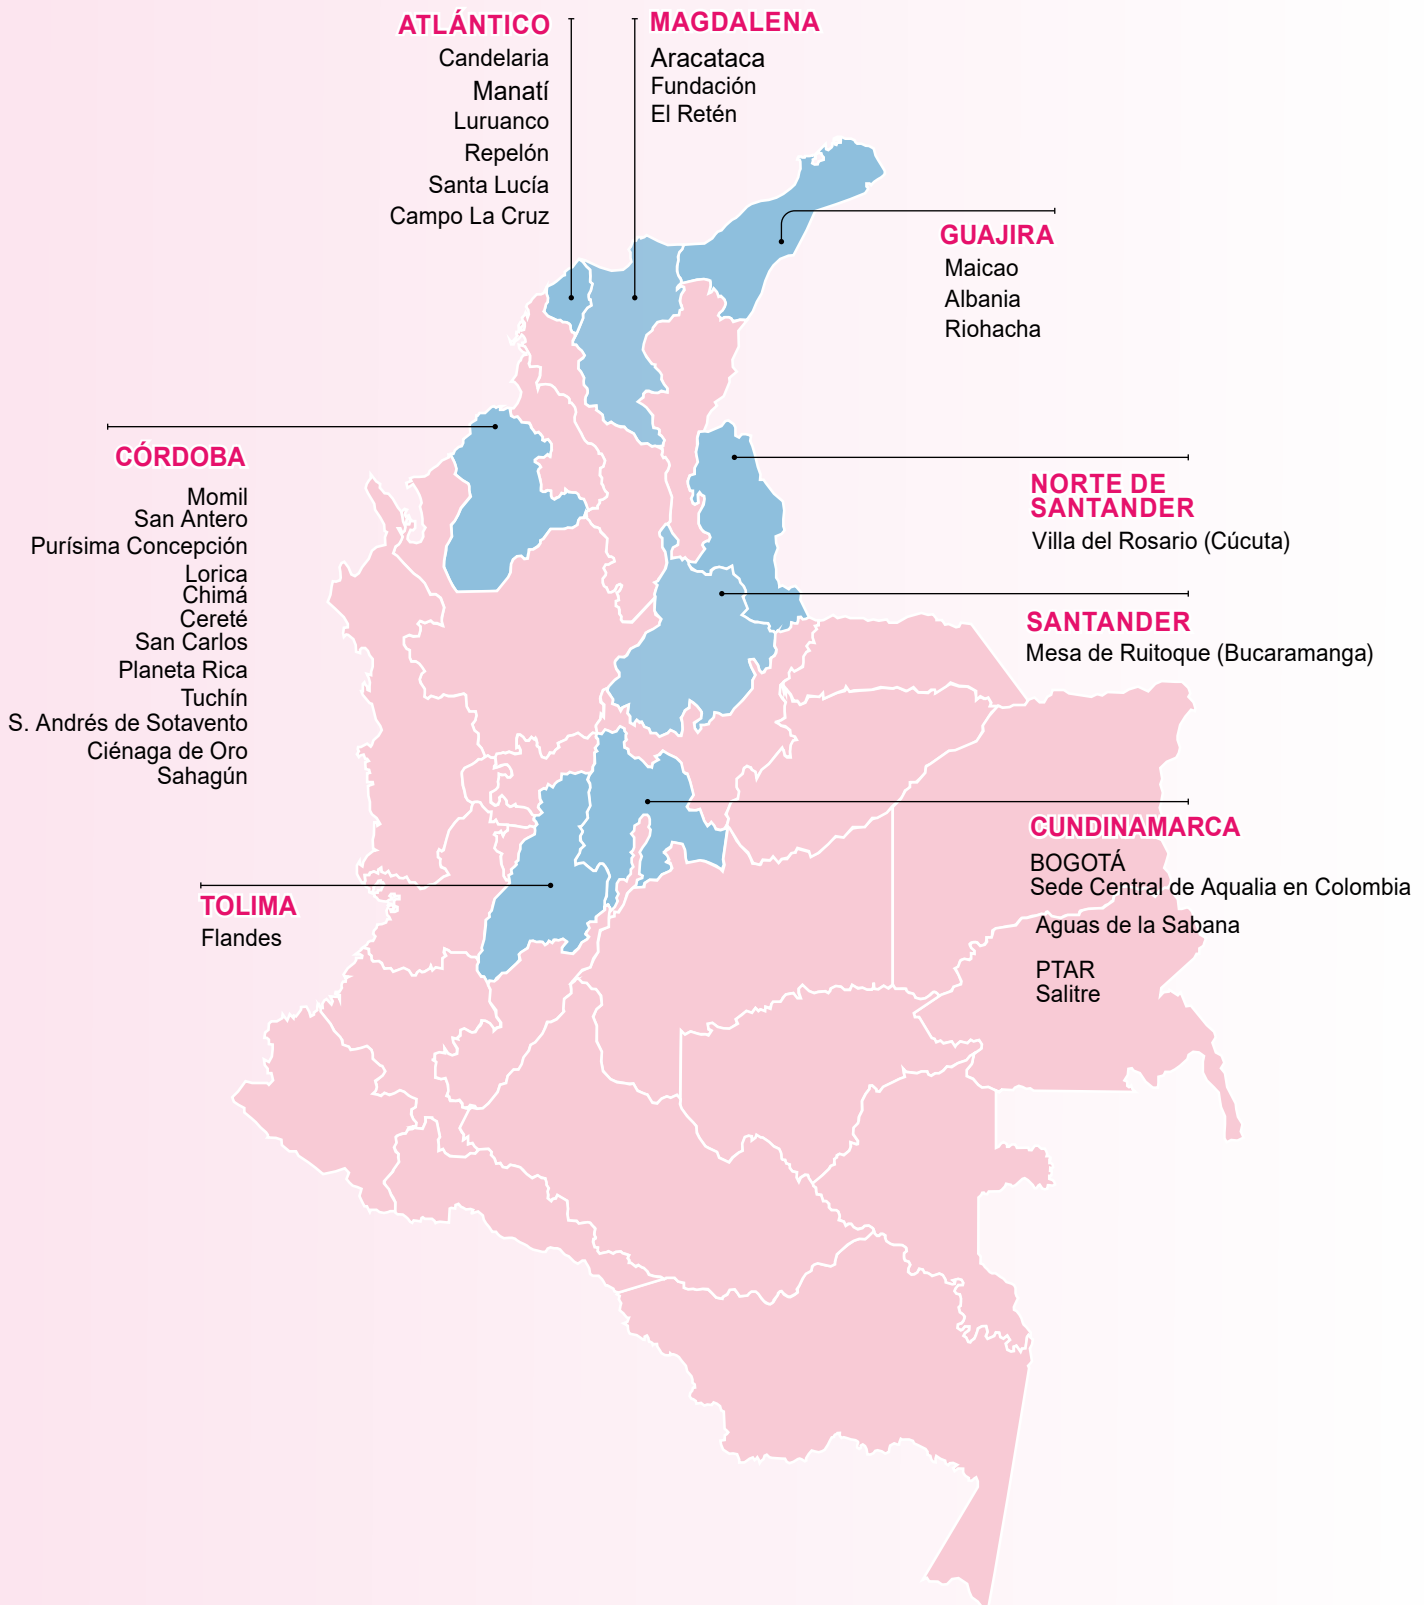 ATLÁNTICO
Candelaria
Manatí
Luruanco
Repelón
Santa Lucía
Campo La Cruz
MAGDALENA
Aracataca
Fundación
El Retén
GUAJIRA
Maicao
Albania
Riohacha
CÓRDOBA
Momil
San Antero
Purísima Concepción
Lorica
Chimá
Cereté
San Carlos
Planeta Rica
Tuchín
S. Andrés de Sotavento
Ciénaga de Oro
Sahagún
NORTE DE
SANTANDER
Villa del Rosario (Cúcuta)
SANTANDER
Mesa de Ruitoque (Bucaramanga)
CUNDINAMARCA
BOGOTÁ
Sede Central de Aqualia en Colombia
Aguas de la Sabana
PTAR
Salitre
TOLIMA
Flandes